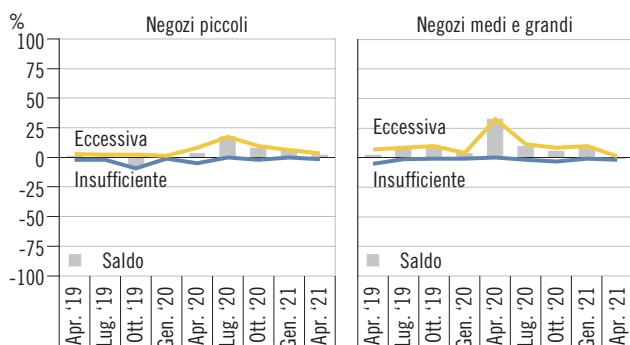 %
Negozi piccoli
Negozi medi e grandi
100
75
50
25
0
-25
-50
-75
-100
Eccessiva
Insufficiente
Saldo
Eccessiva
Insufficiente
Saldo
Apr. ‘19
Lug. ‘19
Ott. ‘19
Gen. ‘20
Apr. ‘20
Lug. ‘20
Ott. ‘20
Gen. ‘21
Apr. ‘21
Apr. ‘19
Lug. ‘19
Ott. ‘19
Gen. ‘20
Apr. ‘20
Lug. ‘20
Ott. ‘20
Gen. ‘21
Apr. ‘21